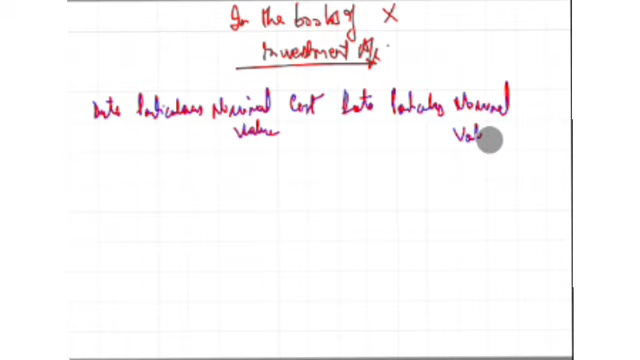 In the books of X
Investment A/c.
Date Particulars Nominal Cost Date Particulars Nominal
Value Val